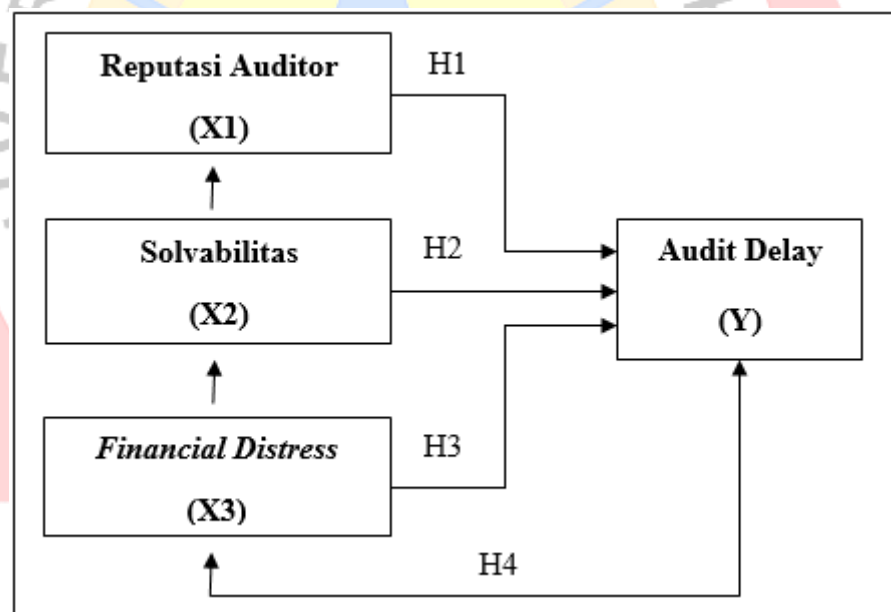 Reputasi Auditor
(X1)
H1
Solvabilitas
(X2)
H2
Audit Delay
(Y)
Financial Distress
(X3)
H3
H4